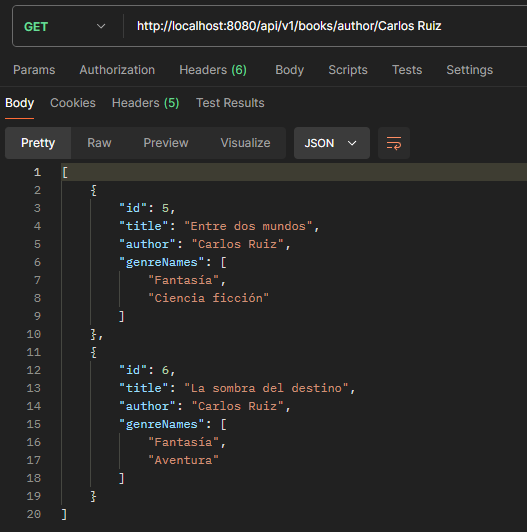 GET http://localhost:8080/api/v1/books/author/Carlos Ruiz
Params Authorization Headers (6) Body Scripts Tests Settings
Body Cookies Headers (5) Test Results
Pretty Raw Preview Visualize JSON
1 [
2 {
3 "id": 5,
4 "title": "Entre dos mundos",
5 "author": "Carlos Ruiz",
6 "genreNames": [
7 "Fantasía",
8 "Ciencia ficción"
9 ]
10 },
11 {
12 "id": 6,
13 "title": "La sombra del destino",
14 "author": "Carlos Ruiz",
15 "genreNames": [
16 "Fantasía",
17 "Aventura"
18 ]
19 }
20 ]